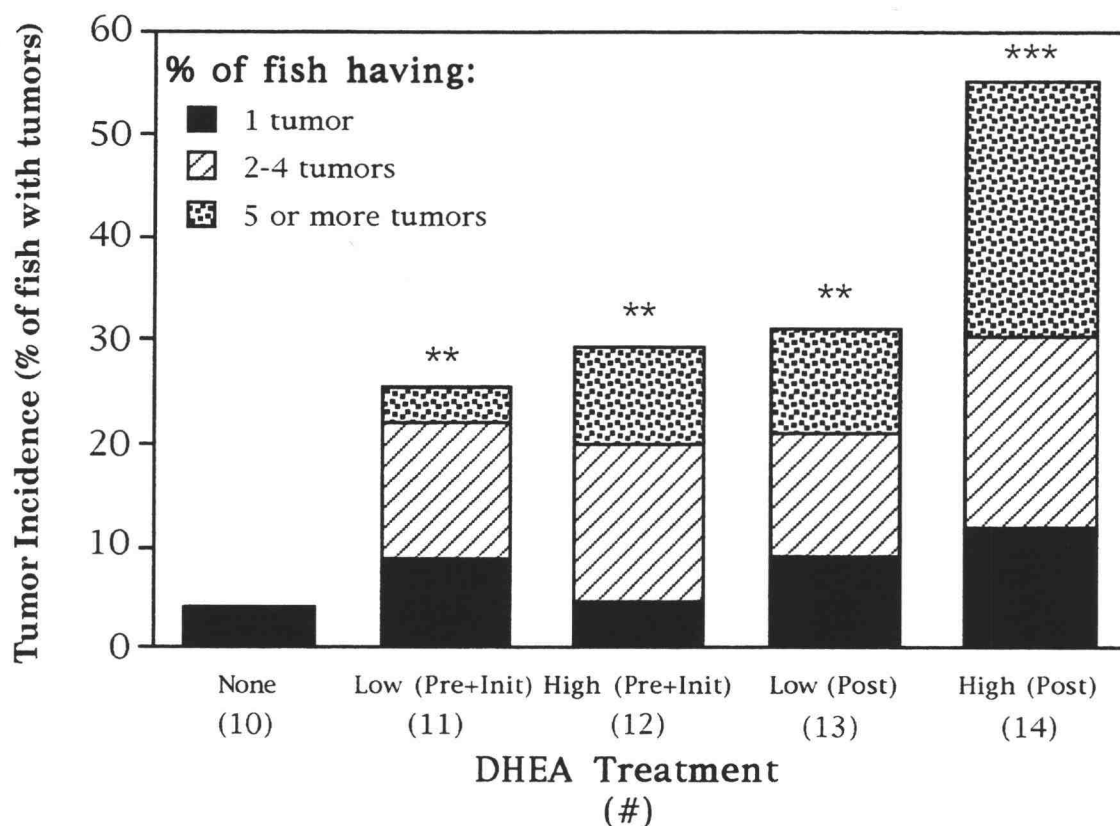 Tumor Incidence (% of fish with tumors)
60
50
40
30
20
10
0
% of fish having:
1 tumor
2-4 tumors
5 or more tumors
**
**
**
***
None Low (Pre+Init) High (Pre+Init) Low (Post) High (Post)
(10) (11) (12) (13) (14)
DHEA Treatment
(#)